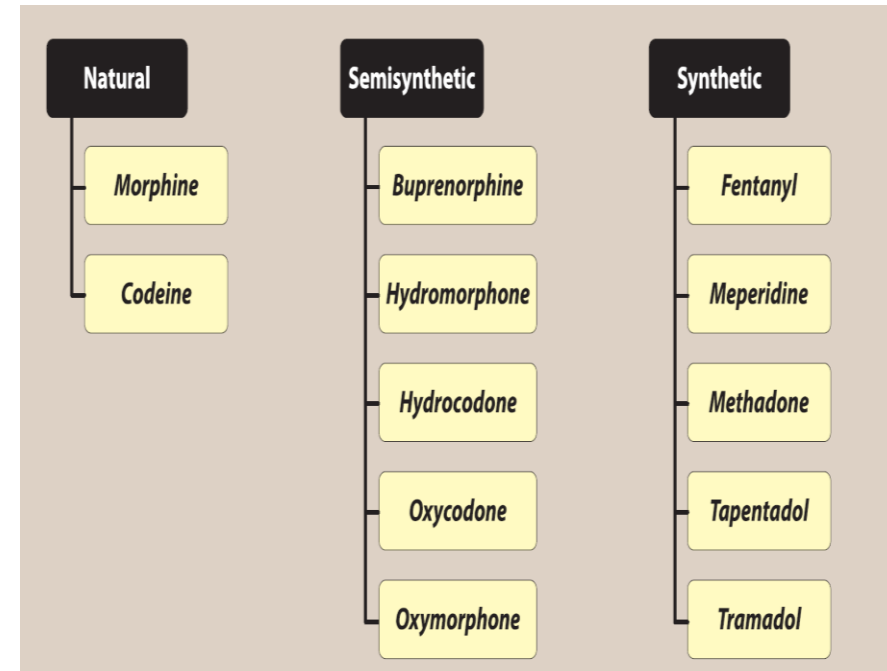 Natural
Morphine
Codeine
Semisynthetic
Buprenorphine
Hydromorphone
Hydrocodone
Oxycodone
Oxymorphone
Synthetic
Fentanyl
Meperidine
Methadone
Tapentadol
Tramadol